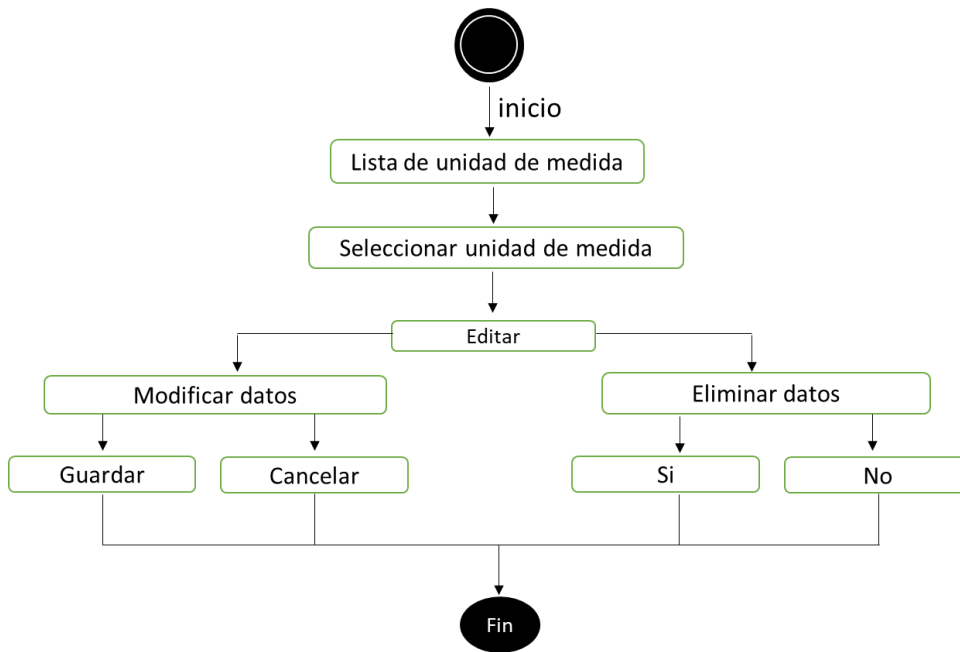 inicio
Lista de unidad de medida
Seleccionar unidad de medida
Editar
Modificar datos
Eliminar datos
Guardar
Cancelar
Si
No
Fin